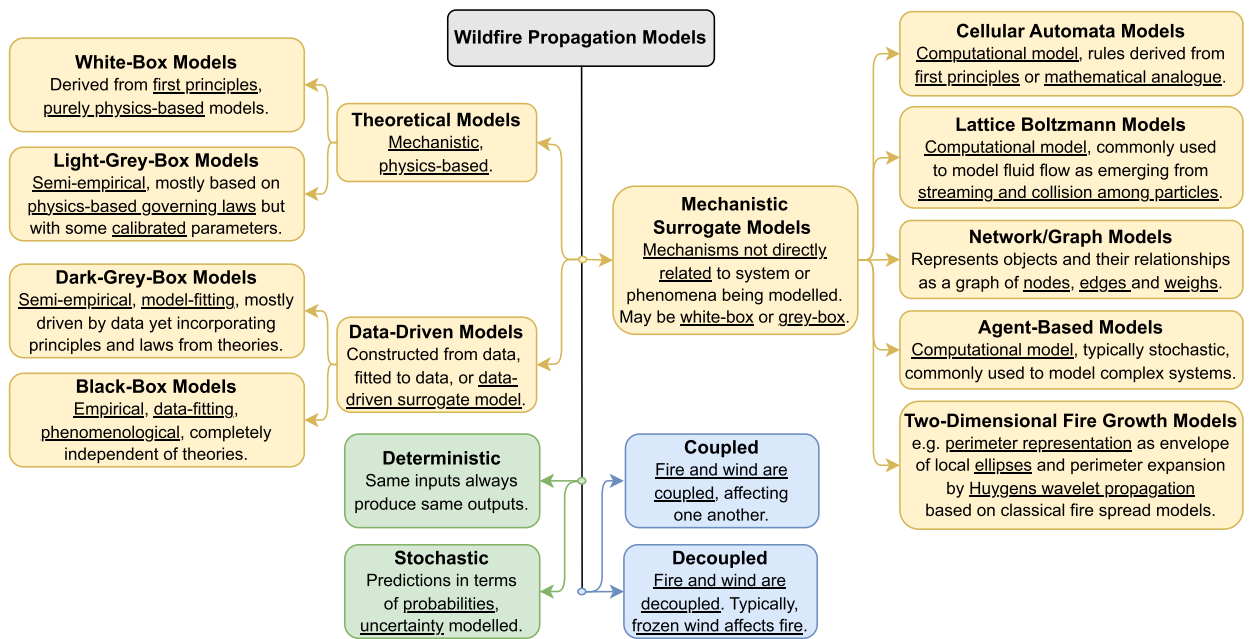 Wildfire Propagation Models
White-Box Models
Derived from first principles,
purely physics-based models.
Light-Grey-Box Models
Semi-empirical, mostly based on
physics-based governing laws but
with some calibrated parameters.
Theoretical Models
Mechanistic,
physics-based.
Dark-Grey-Box Models
Semi-empirical, model-fitting, mostly
driven by data yet incorporating
principles and laws from theories.
Black-Box Models
Empirical, data-fitting,
phenomenological, completely
independent of theories.
Data-Driven Models
Constructed from data,
fitted to data, or data-
driven surrogate model.
Mechanistic
Surrogate Models
Mechanisms not directly
related to system or
phenomena being modelled.
May be white-box or grey-box.
Cellular Automata Models
Computational model, rules derived from
first principles or mathematical analogue.
Lattice Boltzmann Models
Computational model, commonly used
to model fluid flow as emerging from
streaming and collision among particles.
Network/Graph Models
Represents objects and their relationships
as a graph of nodes, edges and weighs.
Agent-Based Models
Computational model, typically stochastic,
commonly used to model complex systems.
Two-Dimensional Fire Growth Models
e.g. perimeter representation as envelope
of local ellipses and perimeter expansion
by Huygens wavelet propagation
based on classical fire spread models.
Deterministic
Same inputs always
produce same outputs.
Stochastic
Predictions in terms
of probabilities,
uncertainty modelled.
Coupled
Fire and wind are
coupled, affecting
one another.
Decoupled
Fire and wind are
decoupled. Typically,
frozen wind affects fire.